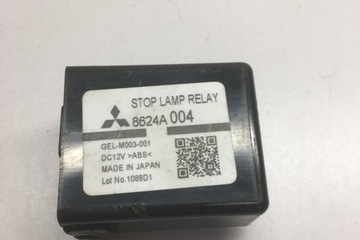 STOP LAMP RELAY
8624A 004
GEL-M003-001
DC12V >ABS<
MADE IN JAPAN
Lot No.1088D1